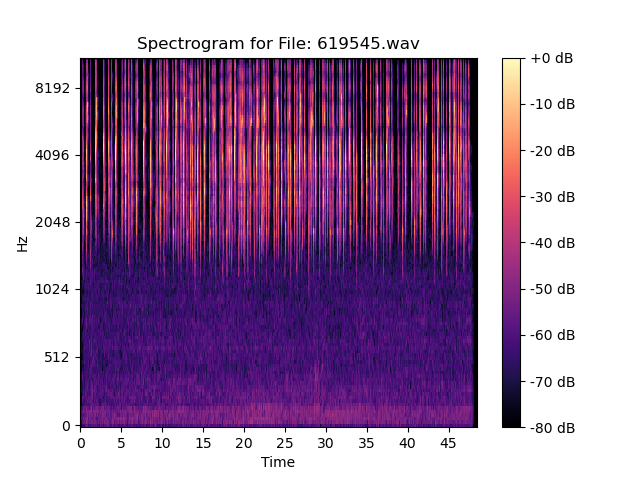 Spectrogram for File: 619545.wav
8192
4096
2048
1024
512
0
Hz
0 5 10 15 20 25 30 35 40 45
Time
+0 dB
-10 dB
-20 dB
-30 dB
-40 dB
-50 dB
-60 dB
-70 dB
-80 dB